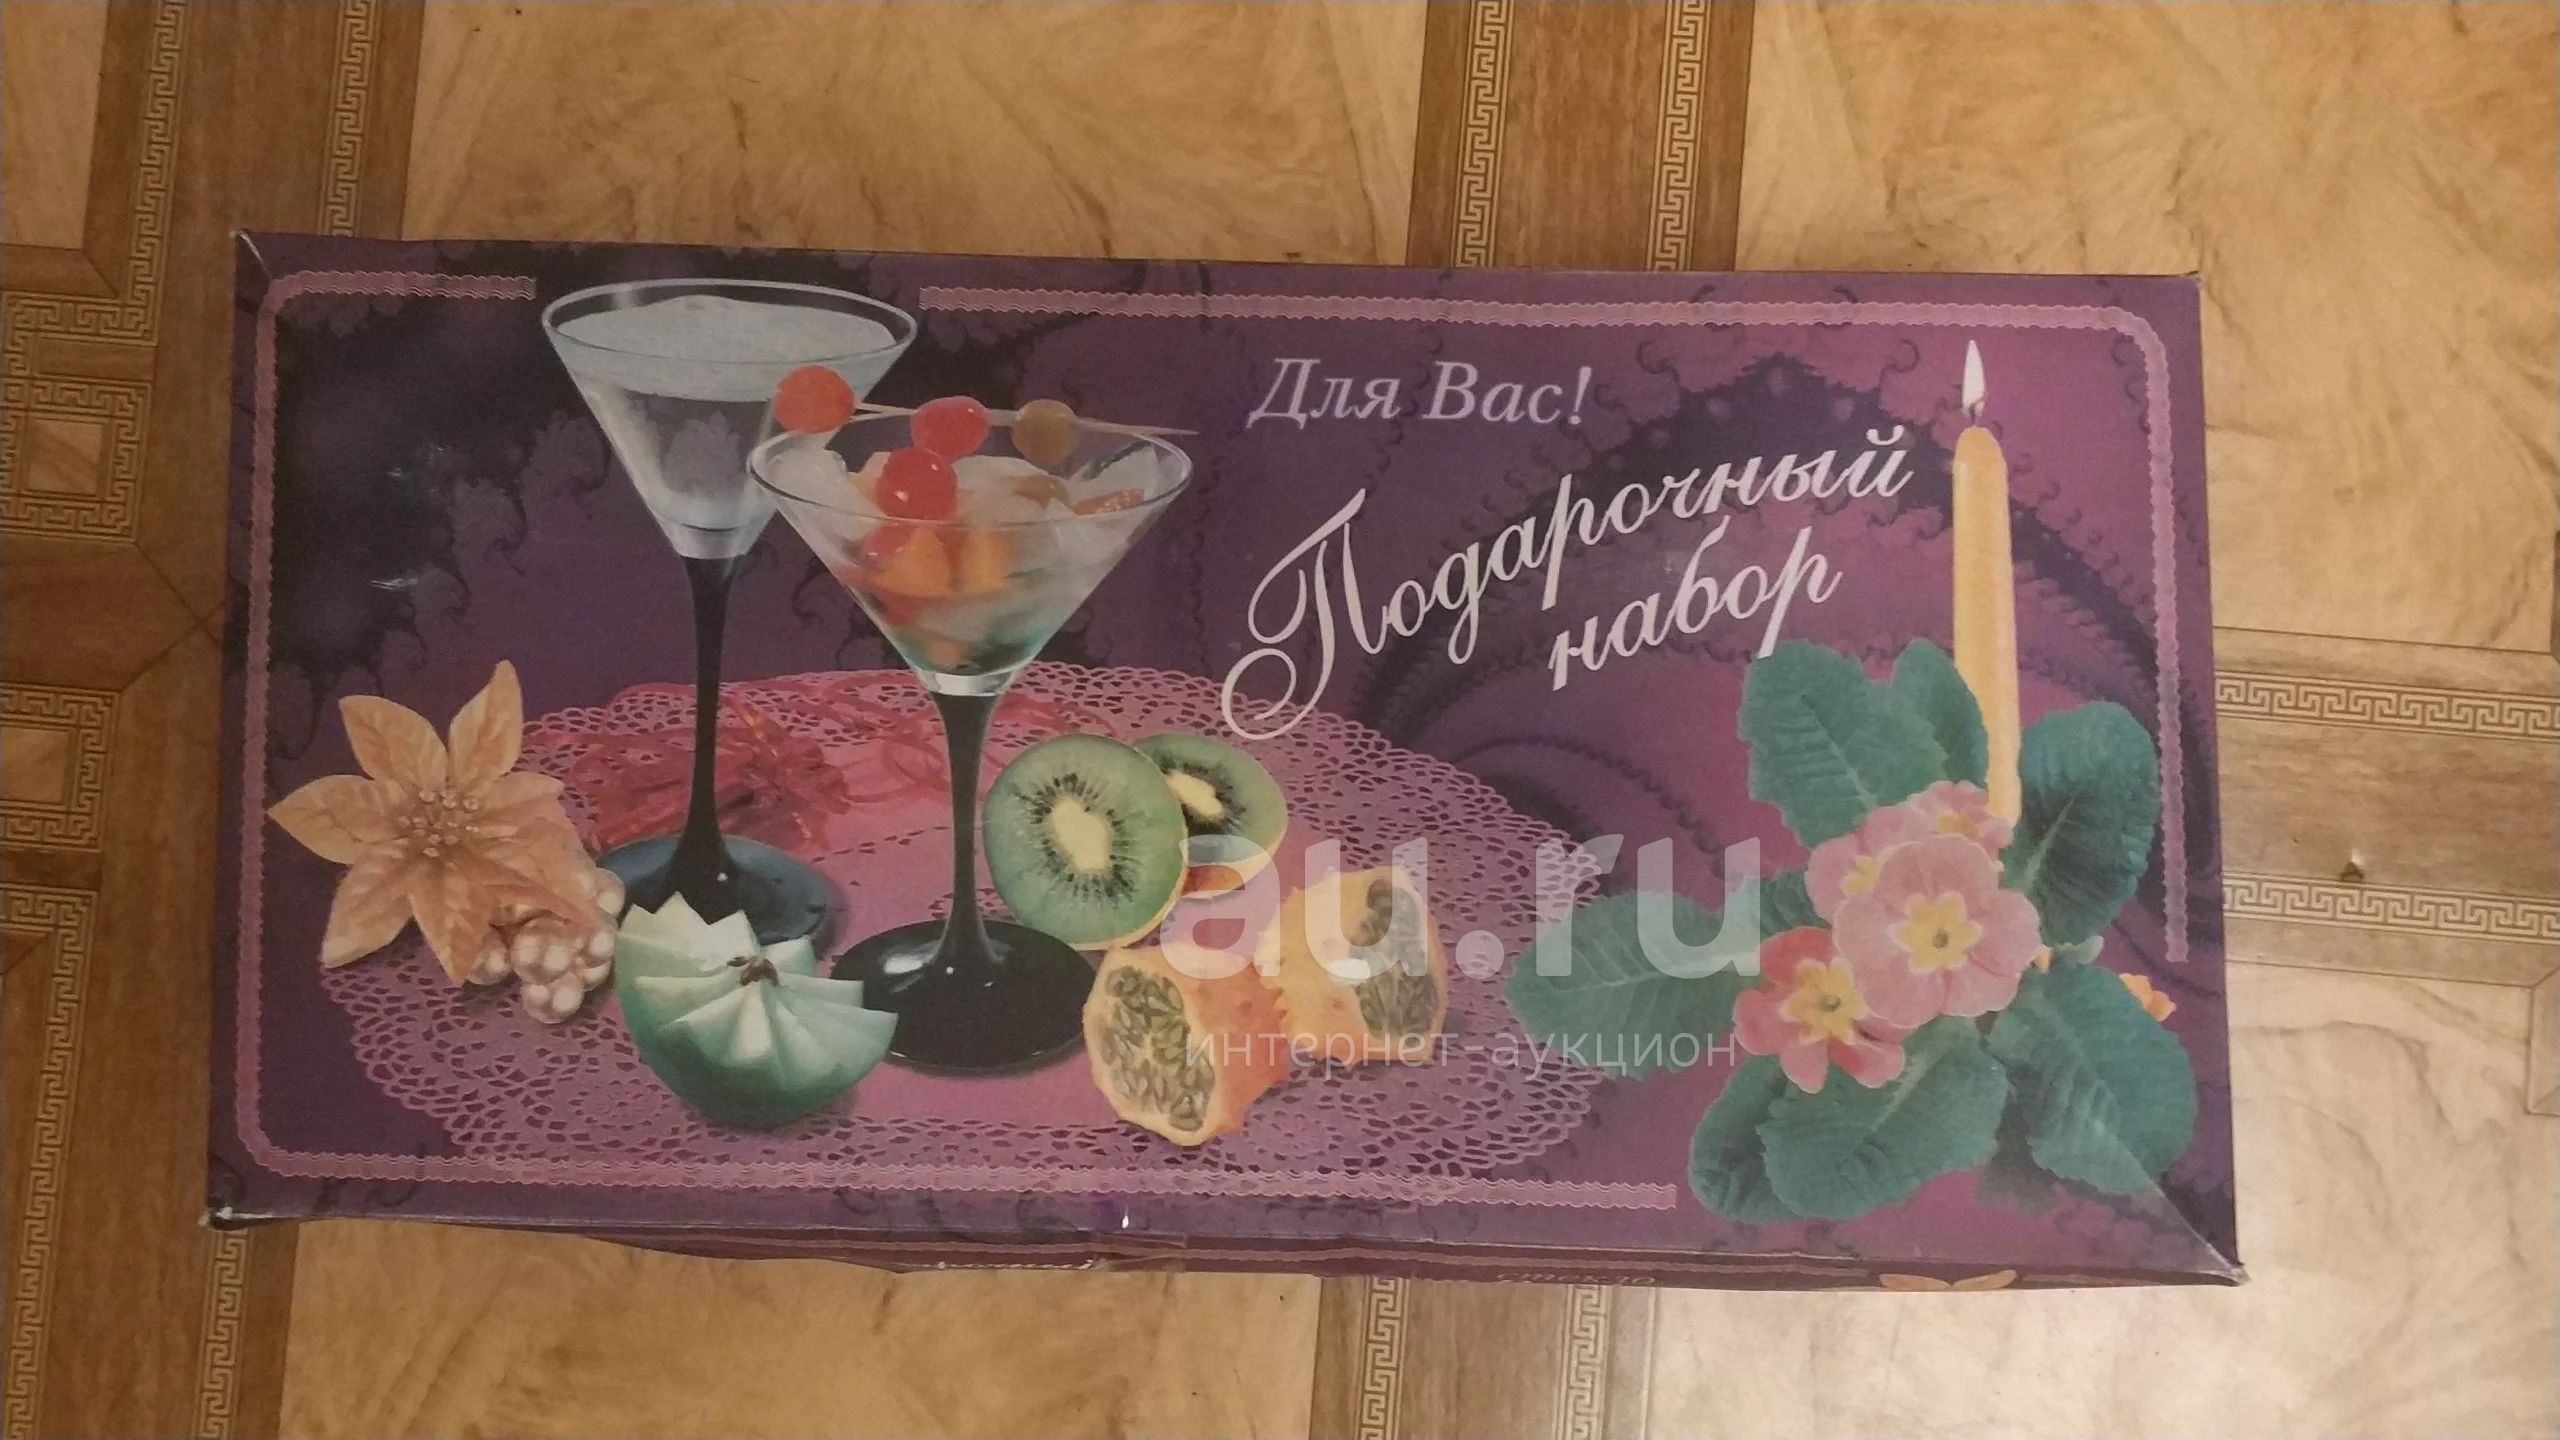 Для Вас!
Подарочный
набор
au.ru
интернет-аукцион